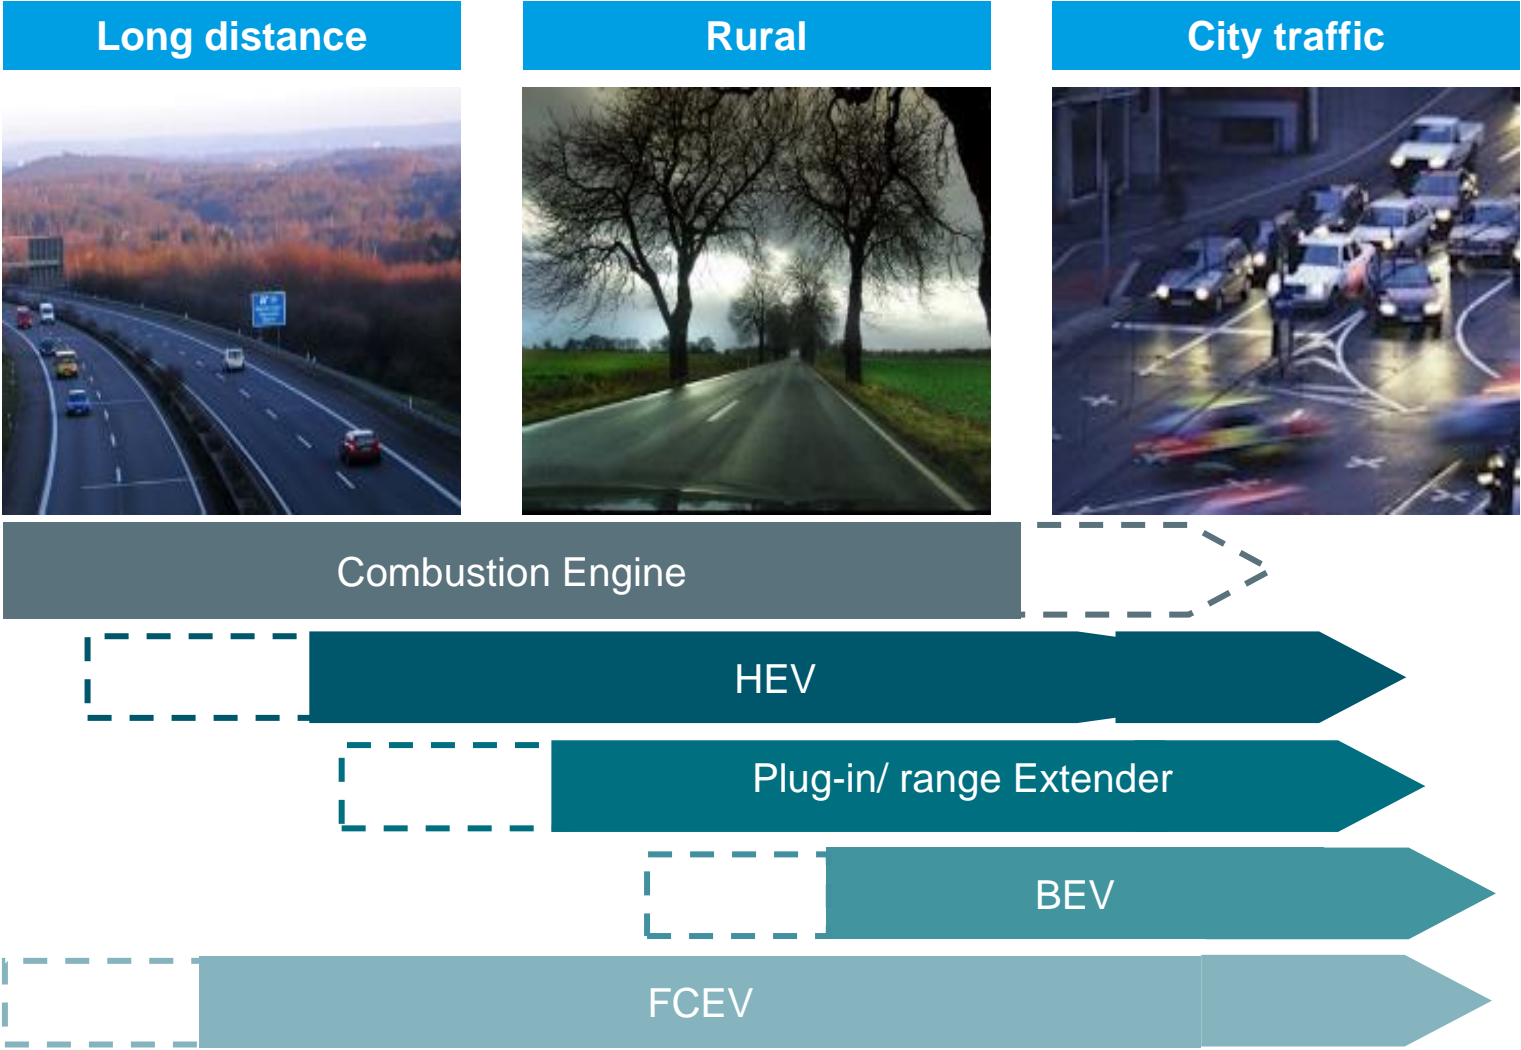 Long distance
Rural
City traffic
Combustion Engine
HEV
Plug-in/ range Extender
BEV
FCEV